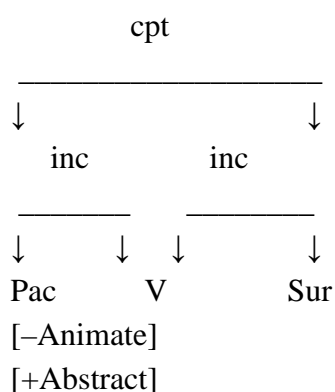 cpt
↓ ↓
inc inc
↓ ↓ ↓ ↓
Pac V Sur
[–Animate]
[+Abstract]